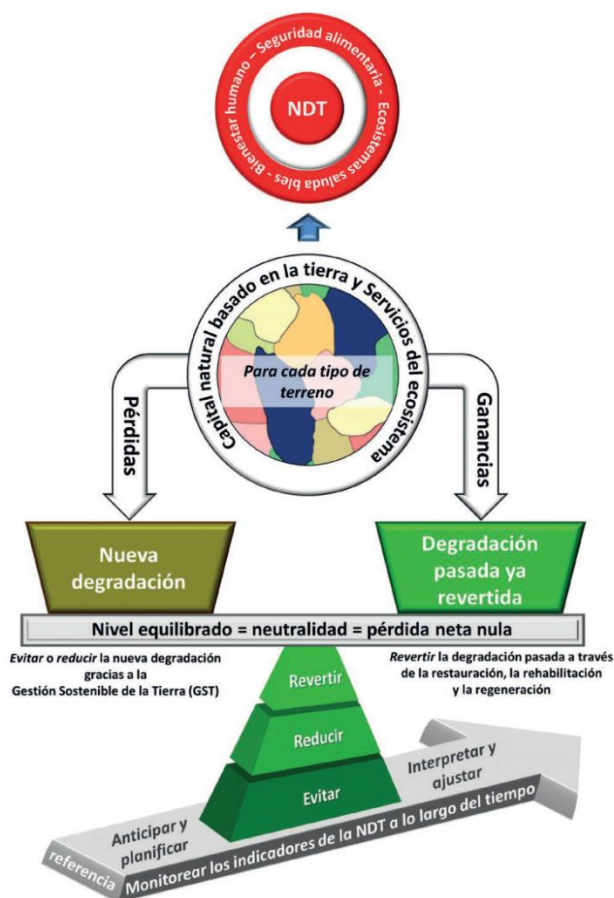 - Bienestar humano – Seguridad alimentaria - Ecosistemas saluda bles
NDT
Capital natural basado en la tierra y Servicios del ecosistema
Para cada tipo de
terreno
Pérdidas
Ganancias
Nueva
degradación
Degradación
pasada ya
revertida
Nivel equilibrado = neutralidad = pérdida neta nula
Evitar o reducir la nueva degradación
gracias a la
Gestión Sostenible de la Tierra (GST)
Revertir la degradación pasada a través
de la restauración, la rehabilitación
y la regeneración
Revertir
Reducir
Evitar
Anticipar y
planificar
Interpretar y
ajustar
referencia
Monitorear los indicadores de la NDT a lo largo del tiempo